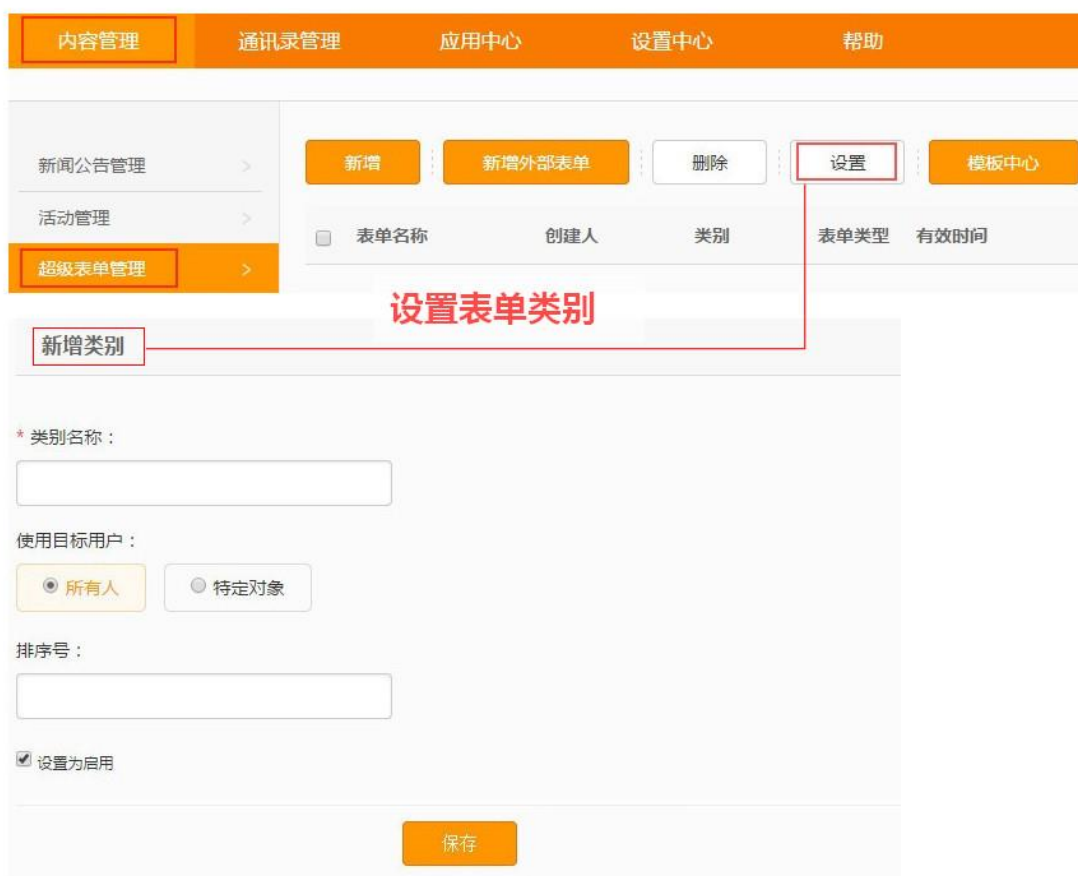 内容管理 通讯录管理 应用中心 设置中心 帮助
新增 新增外部表单 删除 设置 模板中心
新闻公告管理 >
活动管理 >
超级表单管理 >
表单名称 创建人 类别 表单类型 有效时间
设置表单类别
新增类别
* 类别名称：
使用目标用户：
所有人 特定对象
排序号：
设置为启用
保存